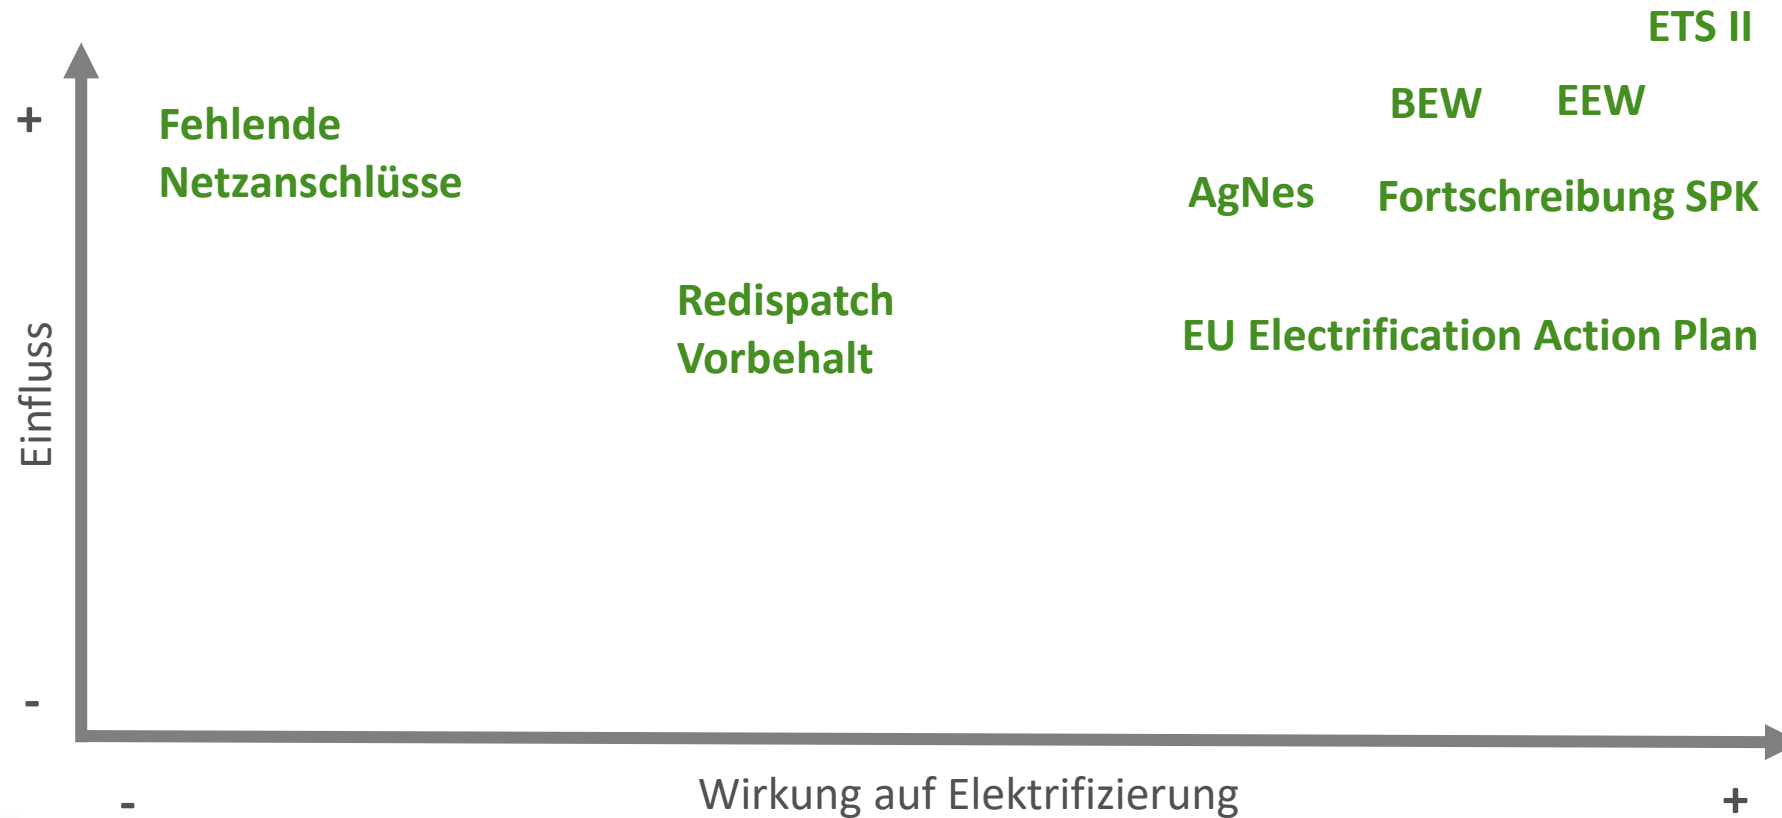 ETS II
+
Fehlende
Netzanschlüsse
BEW
EEW
AgNes
Fortschreibung SPK
Redispatch
Vorbehalt
EU Electrification Action Plan
Einfluss
-
-
Wirkung auf Elektrifizierung
+